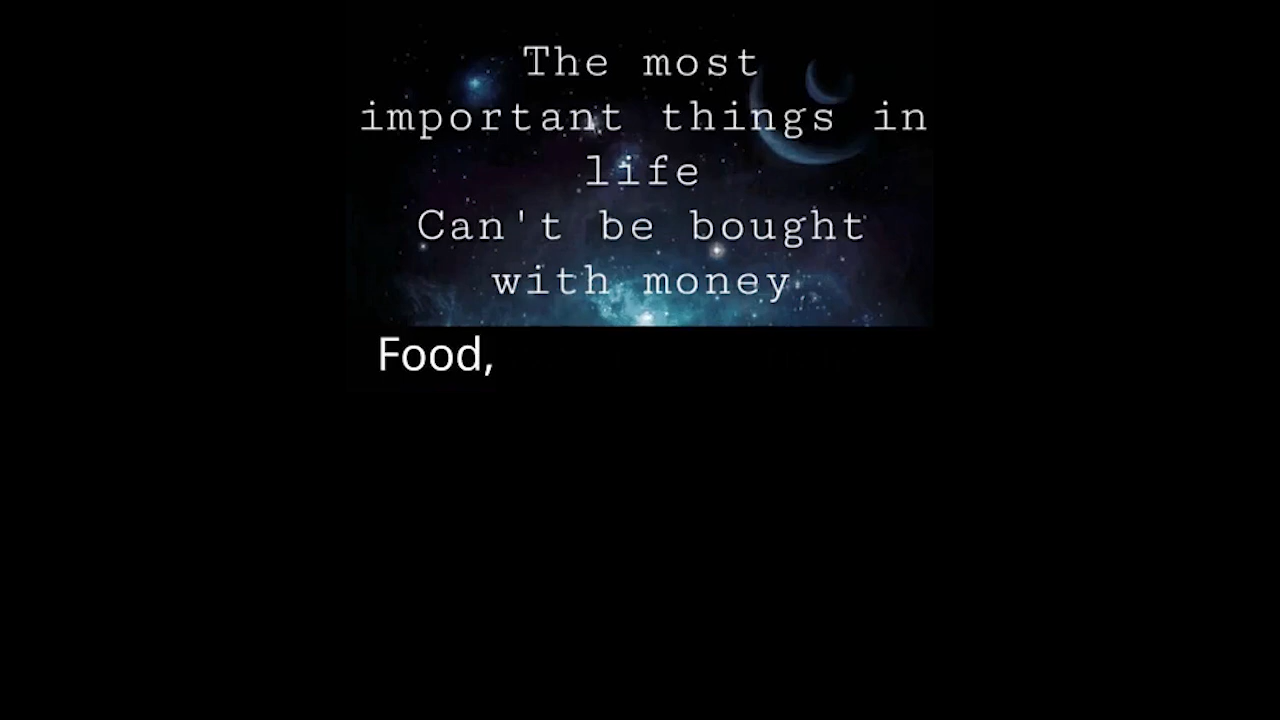 The most
important things in
life
Can't be bought
with money
Food,